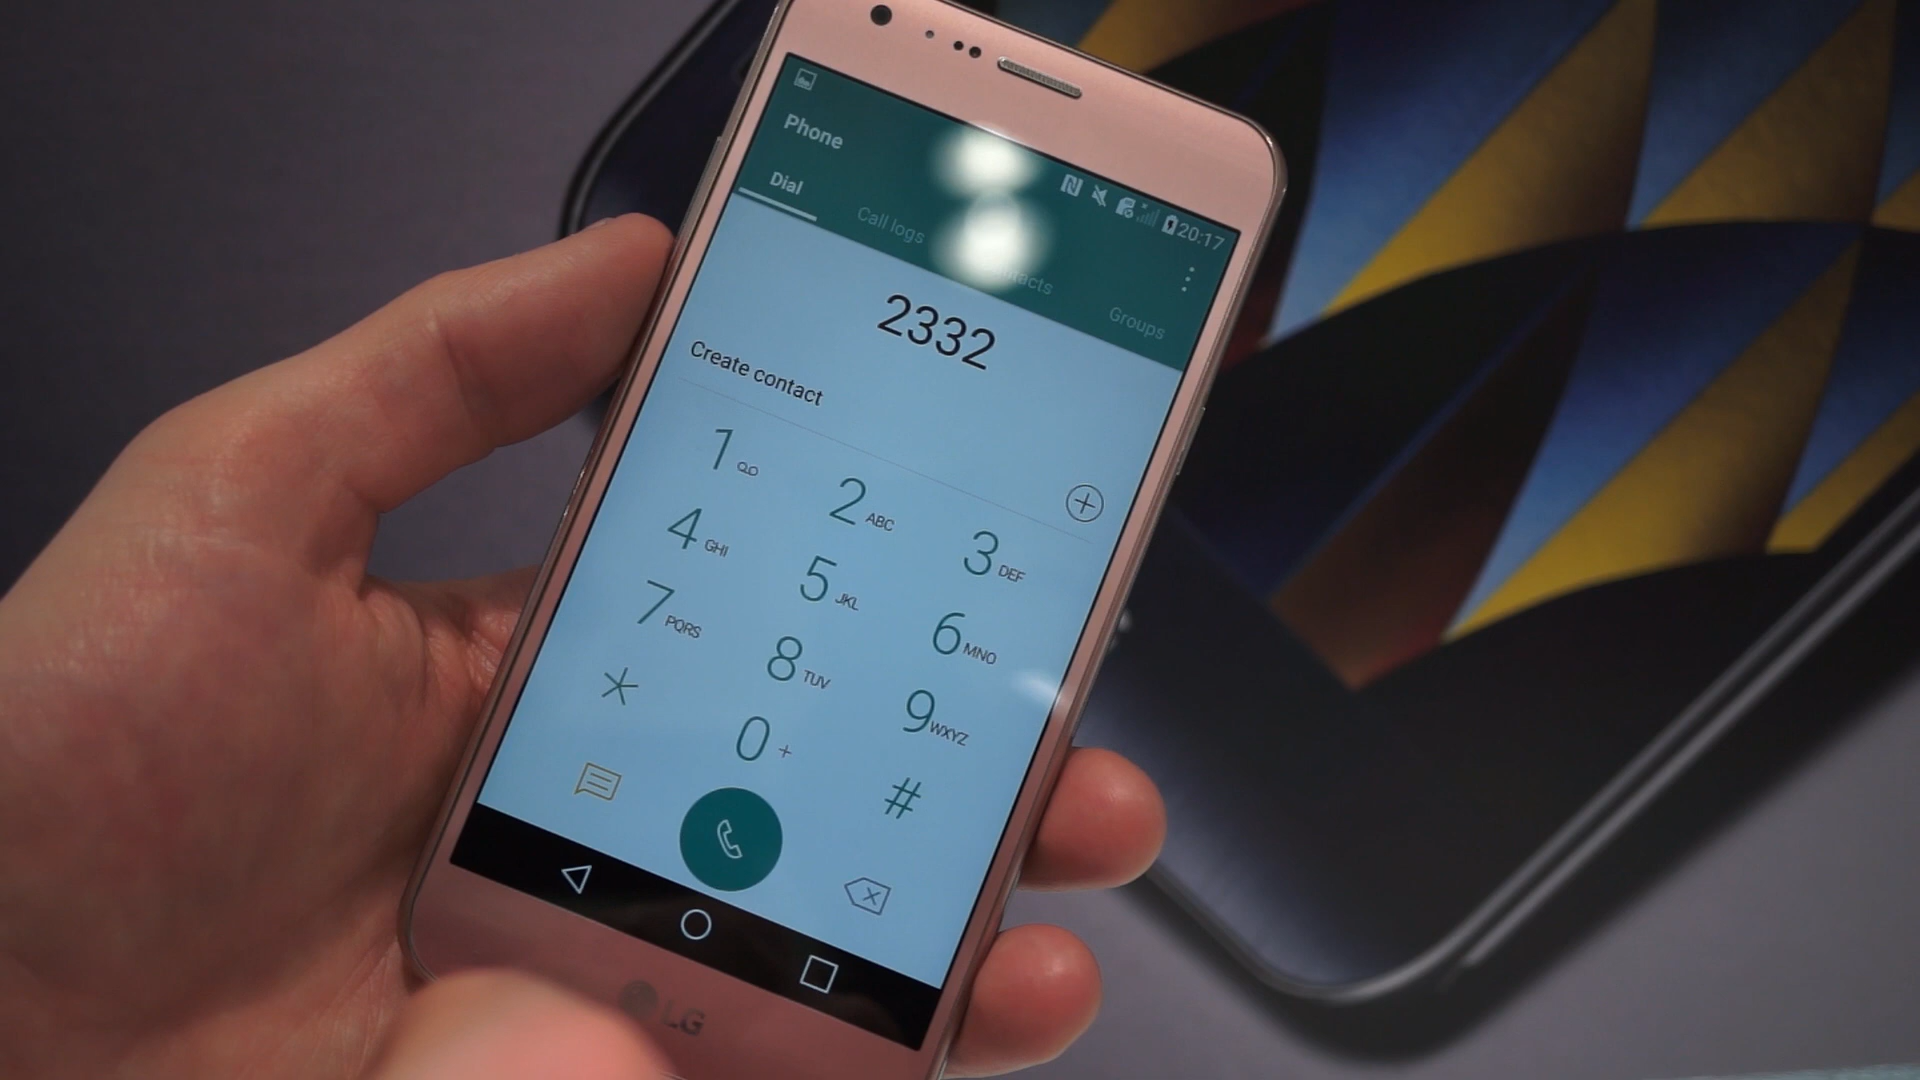 20:17
Phone
Dial
Call logs
Groups
2332
Create contact
1
2 ABC
3 DEF
4 GHI
5 JKL
6 MNO
7 PQRS
8 TUV
9 WXYZ
*
0 +
#
LG